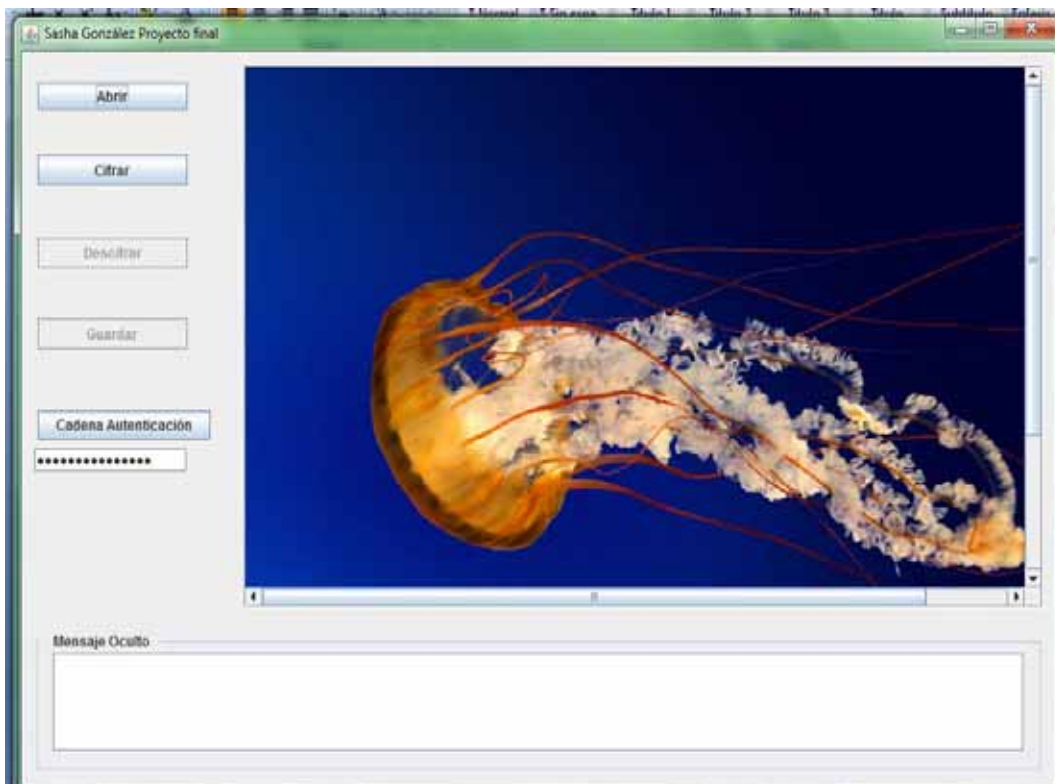 Sasha González Proyecto final
Abrir
Cifrar
Descifrar
Guardar
Cadena Autenticación
Mensaje Oculto